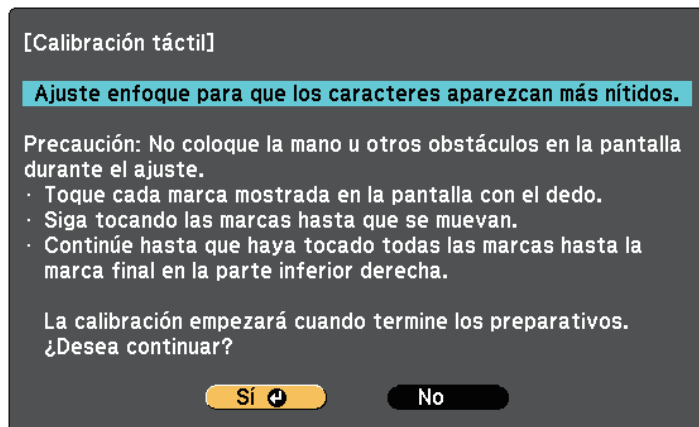 [Calibración táctil]
Ajuste enfoque para que los caracteres aparezcan más nítidos.
Precaución: No coloque la mano u otros obstáculos en la pantalla
durante el ajuste.
· Toque cada marca mostrada en la pantalla con el dedo.
· Siga tocando las marcas hasta que se muevan.
· Continúe hasta que haya tocado todas las marcas hasta la
marca final en la parte inferior derecha.
La calibración empezará cuando termine los preparativos.
¿Desea continuar?
Sí No